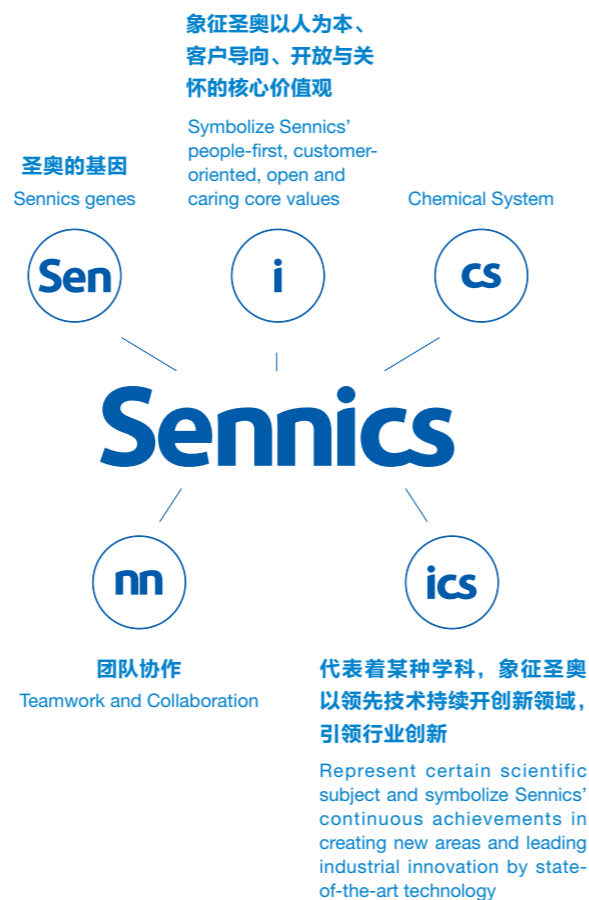 象征圣奥以人为本、
客户导向、开放与关
怀的核心价值观
Symbolize Sennics’
people-first, customer-
oriented, open and
caring core values
圣奥的基因
Sennics genes
Chemical System
Sen
i
cs
Sennics
nn
ics
团队协作
Teamwork and Collaboration
代表着某种学科，象征圣奥
以领先技术持续开创新领域，
引领行业创新
Represent certain scientific
subject and symbolize Sennics’
continuous achievements in
creating new areas and leading
industrial innovation by state-
of-the-art technology